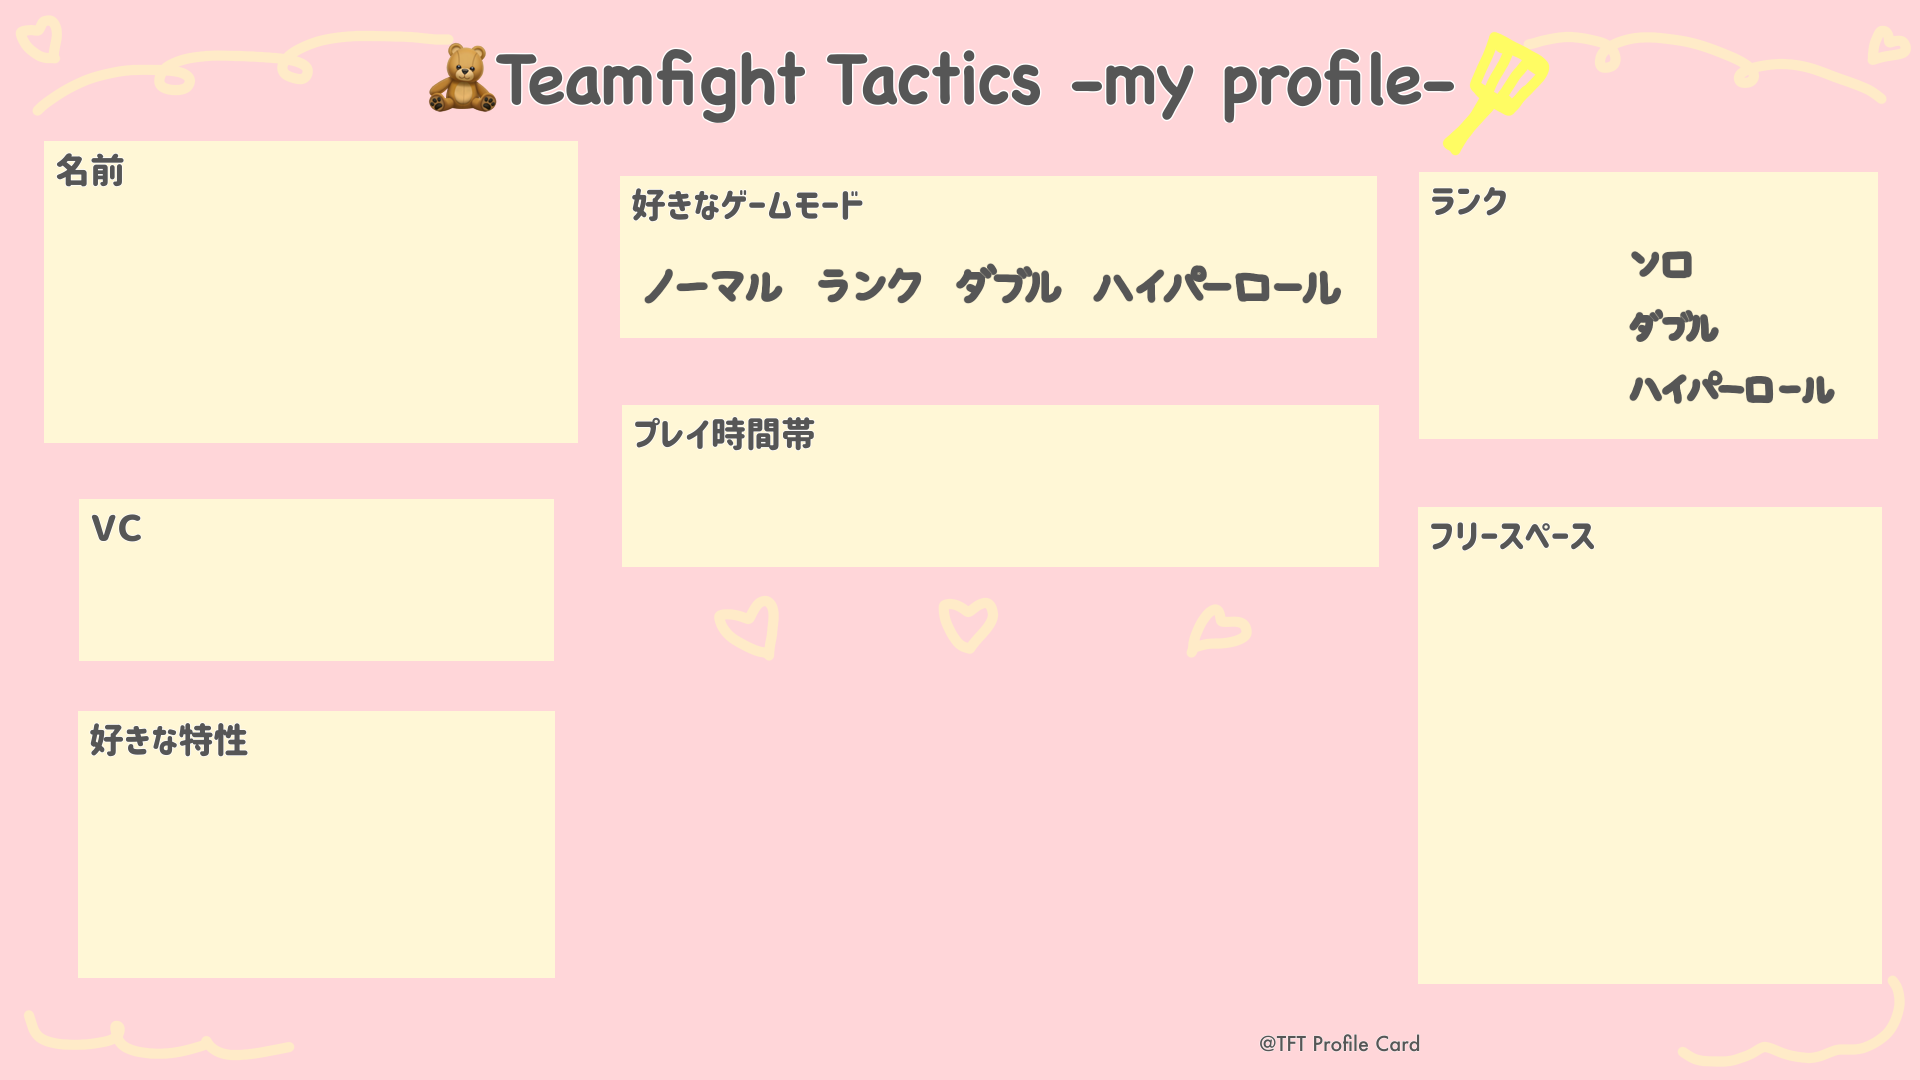 Teamfight Tactics -my profile-
名前
好きなゲームモード
ノーマル ランク ダブル ハイパーロール
ランク
ソロ
ダブル
ハイパーロール
プレイ時間帯
VC
フリースペース
好きな特性
@TFT Profile Card